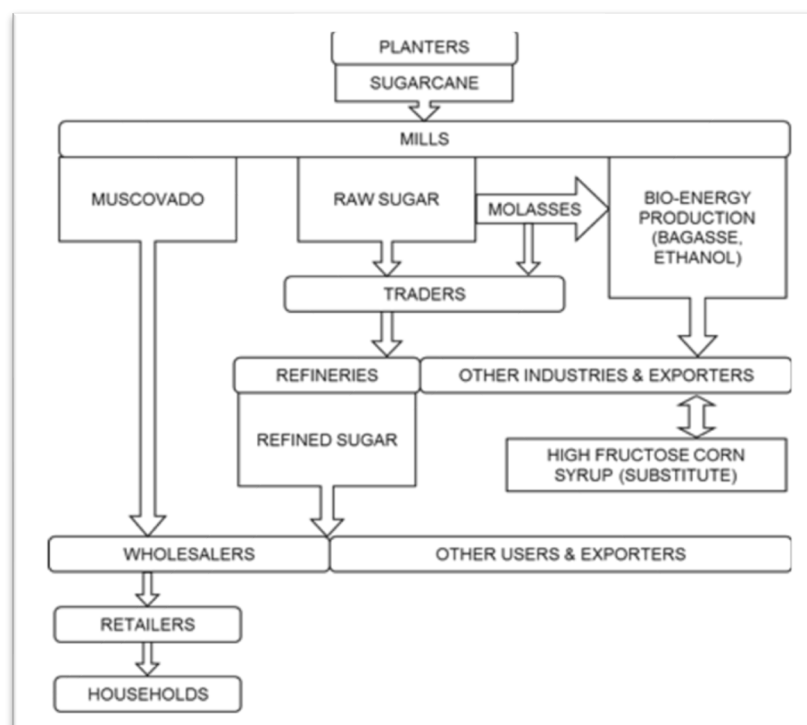 PLANTERS
SUGARCANE
MILLS
MUSCOVADO
RAW SUGAR
MOLASSES
BIO-ENERGY
PRODUCTION
(BAGASSE,
ETHANOL)
TRADERS
REFINERIES
OTHER INDUSTRIES & EXPORTERS
REFINED SUGAR
HIGH FRUCTOSE CORN
SYRUP (SUBSTITUTE)
WHOLESALERS
OTHER USERS & EXPORTERS
RETAILERS
HOUSEHOLDS